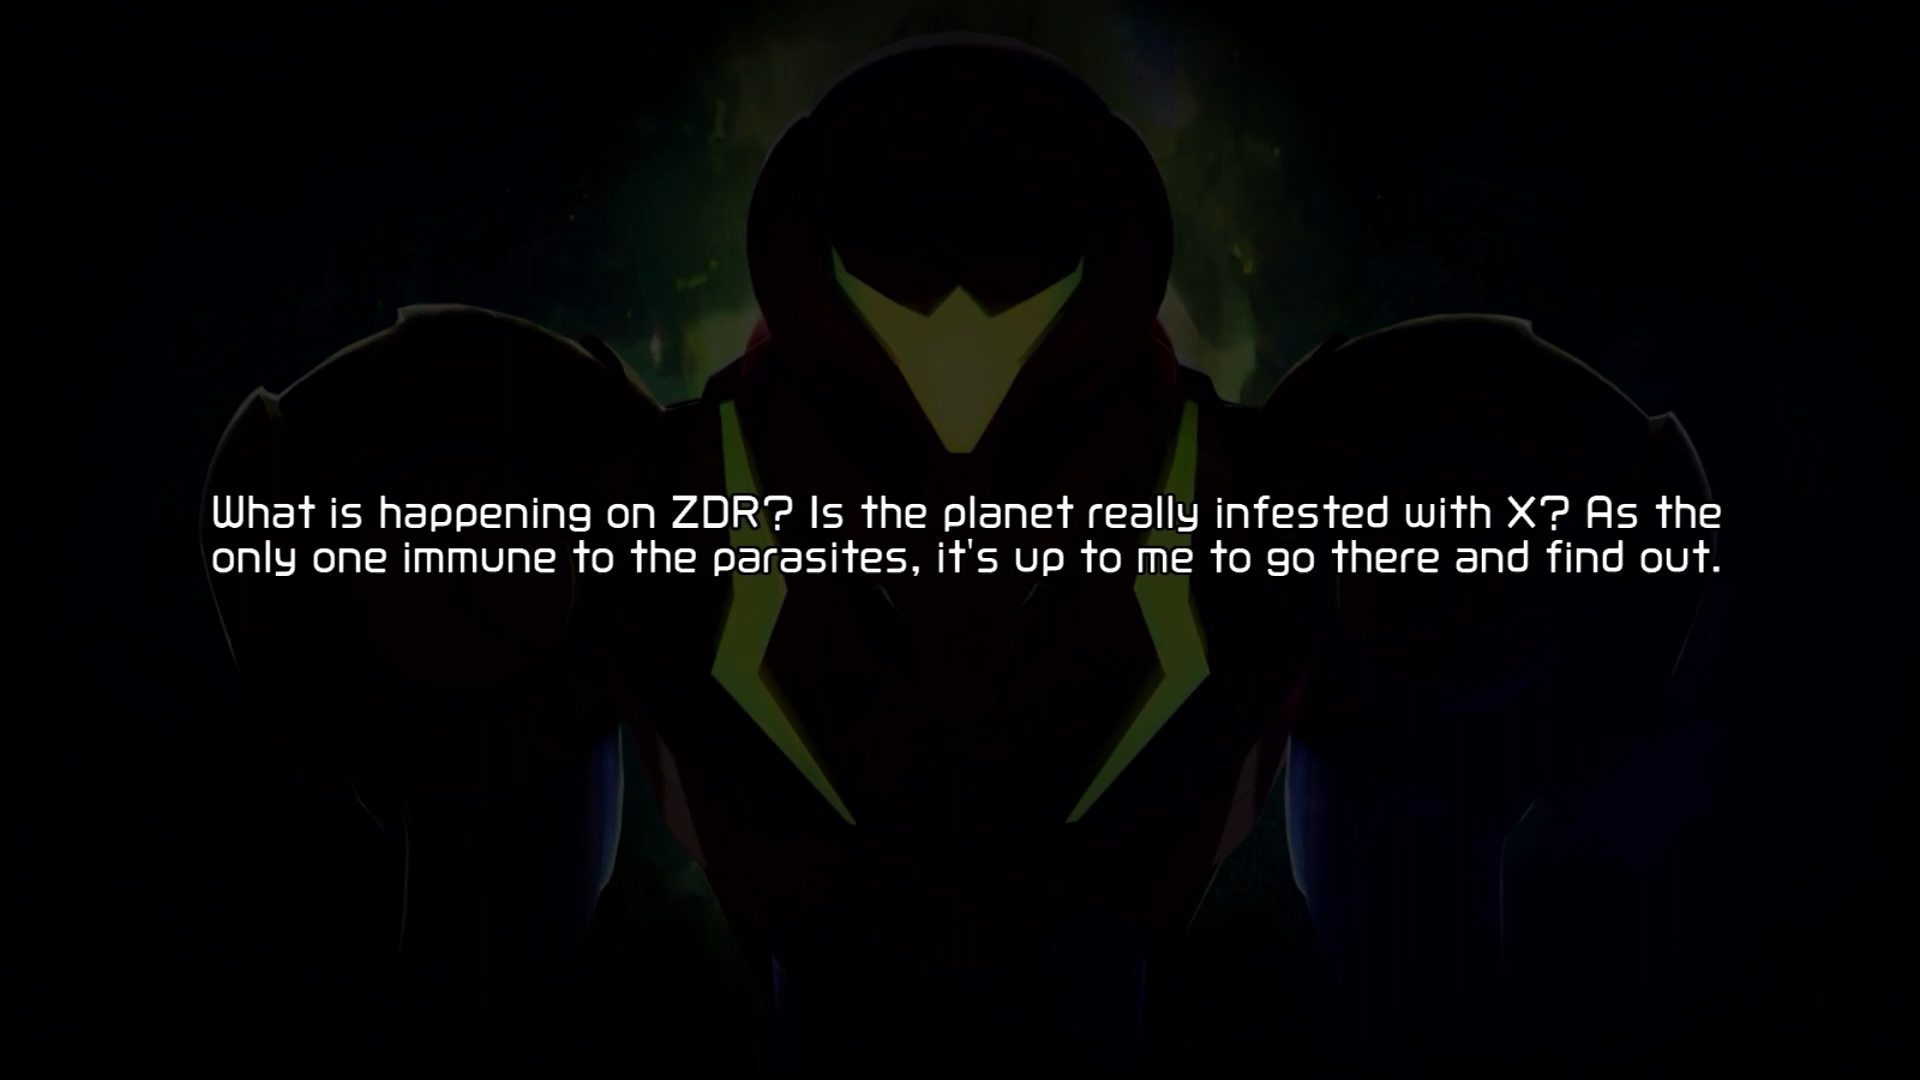 What is happening on ZDR? Is the planet really infested with X? As the
only one immune to the parasites, it's up to me to go there and find out.